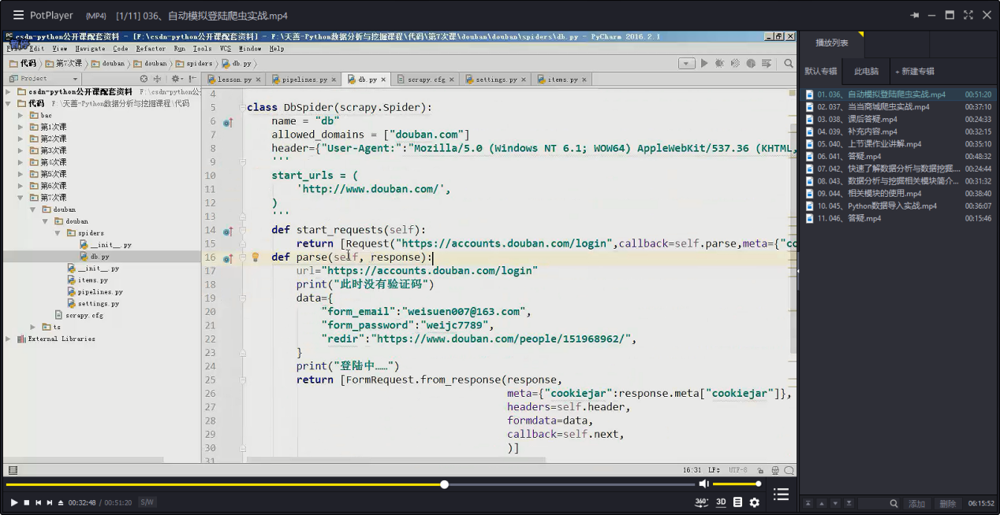 PotPlayer (MP4) [1/11] 036、自动模拟登陆爬虫实战.mp4
csdn-python公开课配套资料 - [F:\csdn-python公开课配套资料] - F:\天善-Python数据分析与挖掘课程\代码\第7次课\douban\douban\spiders\db.py - PyCharm 2016.2.1
Edit View Navigate Code Refactor Run Tools VCS Window Help
代码 第7次课 douban douban spiders db.py
Project
lesson.py pipelines.py db.py scrapy.cfg settings.py items.py
csdn-python公开课配套资料 F:\csdn-python公
代码 F:\天善-Python数据分析与挖掘课程\代码
bac
第1次课
第2次课
第3次课
第4次课
第5次课
第6次课
第7次课
douban
douban
spiders
__init__.py
db.py
__init__.py
items.py
pipelines.py
settings.py
scrapy.cfg
ts
External Libraries
4
5 class DbSpider(scrapy.Spider):
6 name = "db"
7 allowed_domains = ["douban.com"]
8 header={"User-Agent:":"Mozilla/5.0 (Windows NT 6.1; WOW64) AppleWebKit/537.36 (KHTML,
9 '''
10 start_urls = (
11 'http://www.douban.com/',
12 )
13 '''
14 def start_requests(self):
15 return [Request("https://accounts.douban.com/login",callback=self.parse,meta={"co
16 def parse(self, response):
17 url="https://accounts.douban.com/login"
18 print("此时没有验证码")
19 data={
20 "form_email":"weisuen007@163.com",
21 "form_password":"weijc7789",
22 "redir":"https://www.douban.com/people/151968962/",
23 }
24 print("登陆中……")
25 return [FormRequest.from_response(response,
26 meta={"cookiejar":response.meta["cookiejar"]},
27 headers=self.header,
28 formdata=data,
29 callback=self.next,
30 )]
31
16:31 LF÷ UTF-8
00:32:48 / 00:51:20 S/W
360° 3D
播放列表
默认专辑 此电脑 + 新建专辑
01. 036、自动模拟登陆爬虫实战.mp4 00:51:20
02. 037、当当商城爬虫实战.mp4 00:37:10
03. 038、课后答疑.mp4 00:24:33
04. 039、补充内容.mp4 00:32:15
05. 040、上节课作业讲解.mp4 00:35:10
06. 041、答疑.mp4 00:48:32
07. 042、快速了解数据分析与数据挖掘.... 00:24:44
08. 043、数据分析与挖掘相关模块简介... 00:31:32
09. 044、相关模块的使用.mp4 00:38:40
10. 045、Python数据导入实战.mp4 00:36:07
11. 046、答疑.mp4 00:15:46
添加 删除 06:15:52